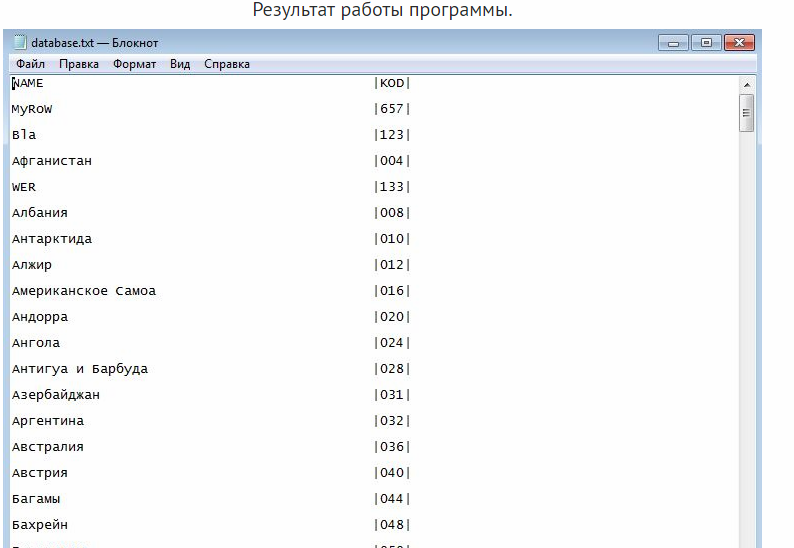 Результат работы программы.
database.txt — Блокнот
Файл Правка Формат Вид Справка
NAME |KOD|
MyRoW |657|
Bla |123|
Афганистан |004|
WER |133|
Албания |008|
Антарктида |010|
Алжир |012|
Американское Самоа |016|
Андорра |020|
Ангола |024|
Антигуа и Барбуда |028|
Азербайджан |031|
Аргентина |032|
Австралия |036|
Австрия |040|
Багамы |044|
Бахрейн |048|